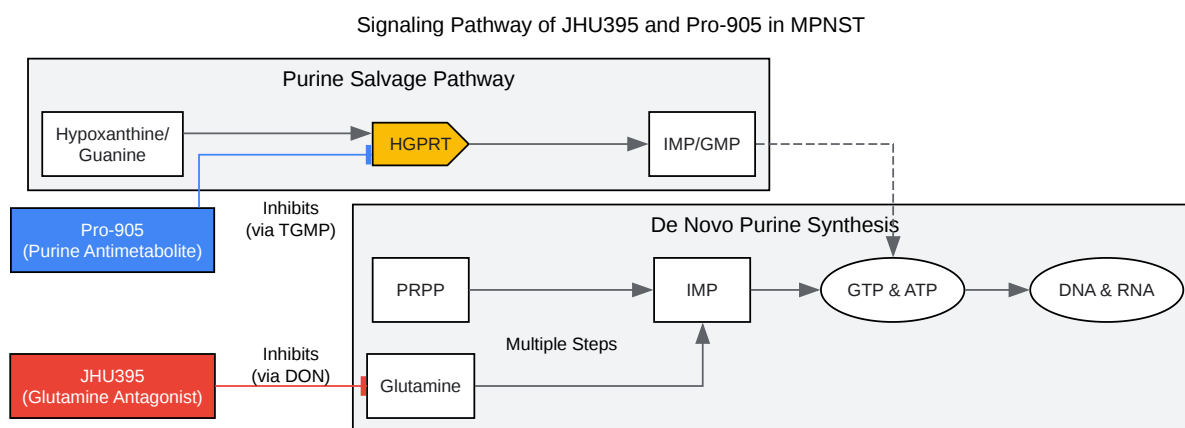 Signaling Pathway of JHU395 and Pro-905 in MPNST
Purine Salvage Pathway
Hypoxanthine/
Guanine
HGPRT
IMP/GMP
Pro-905
(Purine Antimetabolite)
Inhibits
(via TGMP)
De Novo Purine Synthesis
PRPP
IMP
GTP & ATP
DNA & RNA
Multiple Steps
JHU395
(Glutamine Antagonist)
Inhibits
(via DON)
Glutamine